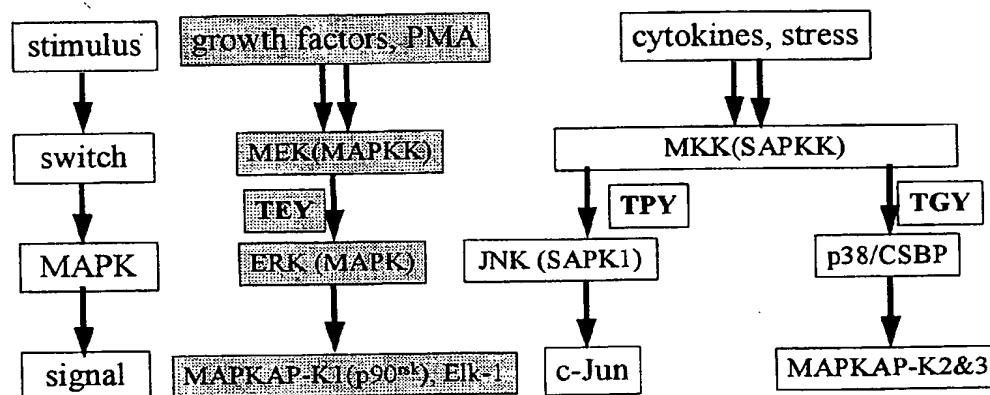 stimulus
growth factors, PMA
cytokines, stress
switch
MEK(MAPKK)
MKK(SAPKK)
TEY
TPY
TGY
MAPK
ERK (MAPK)
JNK (SAPK1)
p38/CSBP
signal
MAPKAP-K1(p90ʳˢᵏ), Elk-1
c-Jun
MAPKAP-K2&3